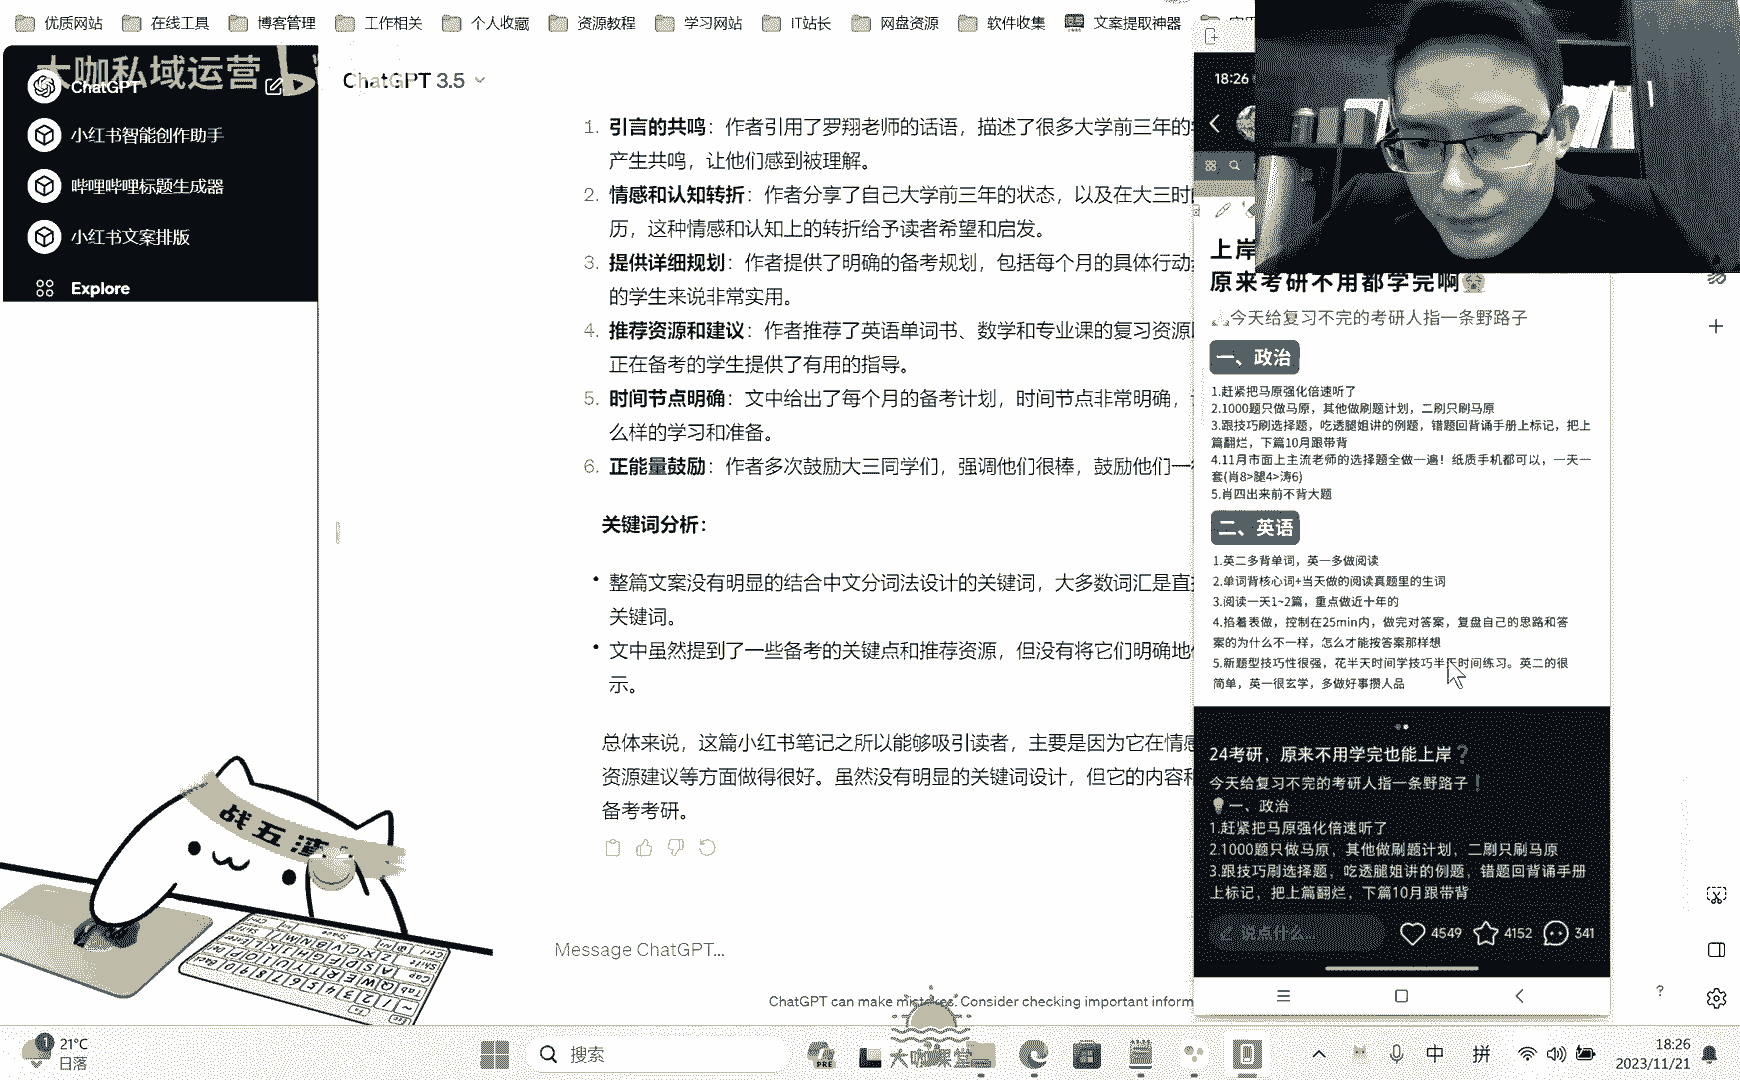 优质网站
在线工具
博客管理
工作相关
个人收藏
资源教程
学习网站
IT站长
网盘资源
软件收集
文案提取神器
大咖私域运营
ChatGPT
小红书智能创作助手
哔哩哔哩标题生成器
小红书文案排版
Explore
ChatGPT 3.5
1. 引言的共鸣：作者引用了罗翔老师的话语，描述了很多大学前三年的
产生共鸣，让他们感到被理解。
2. 情感和认知转折：作者分享了自己大学前三年的状态，以及在大三时
历，这种情感和认知上的转折给予读者希望和启发。
3. 提供详细规划：作者提供了明确的备考规划，包括每个月的具体行动
的学生来说非常实用。
4. 推荐资源和建议：作者推荐了英语单词书、数学和专业课的复习资源
正在备考的学生提供了有用的指导。
5. 时间节点明确：文中给出了每个月的备考计划，时间节点非常明确，
么样的学习和准备。
6. 正能量鼓励：作者多次鼓励大三同学们，强调他们很棒，鼓励他们一
关键词分析：
• 整篇文案没有明显的结合中文分词法设计的关键词，大多数词汇是直
关键词。
• 文中虽然提到了一些备考的关键点和推荐资源，但没有将它们明确地
示。
总体来说，这篇小红书笔记之所以能够吸引读者，主要是因为它在情感
资源建议等方面做得很好。虽然没有明显的关键词设计，但它的内容和
备考考研。
Message ChatGPT...
ChatGPT can make mistakes. Consider checking important inform
18:26
上岸
原来考研不用都学完啊
今天给复习不完的考研人指一条野路子
一、政治
1.赶紧把马原强化倍速听了
2.1000题只做马原，其他做刷题计划，二刷只刷马原
3.跟技巧刷选择题，吃透腿姐讲的例题，错题回背诵手册上标记，把上
篇翻烂，下篇10月跟带背
4.11月市面上主流老师的选择题全做一遍！纸质手机都可以，一天一
套(肖8>腿4>涛6)
5.肖四出来前不背大题
二、英语
1.英二多背单词，英一多做阅读
2.单词背核心词+当天做的阅读真题里的生词
3.阅读一天1~2篇，重点做近十年的
4.掐着表做，控制在25min内，做完对答案，复盘自己的思路和答
案的为什么不一样，怎么才能按答案那样想
5.新题型技巧性很强，花半天时间学技巧半天时间练习。英二的很
简单，英一很玄学，多做好事攒人品
24考研，原来不用学完也能上岸？
今天给复习不完的考研人指一条野路子！
一、政治
1.赶紧把马原强化倍速听了
2.1000题只做马原，其他做刷题计划，二刷只刷马原
3.跟技巧刷选择题，吃透腿姐讲的例题，错题回背诵手册
上标记，把上篇翻烂，下篇10月跟带背
说点什么...
4549
4152
341
21°C
日落
搜索
PRE
大咖课堂
中
拼
18:26
2023/11/21